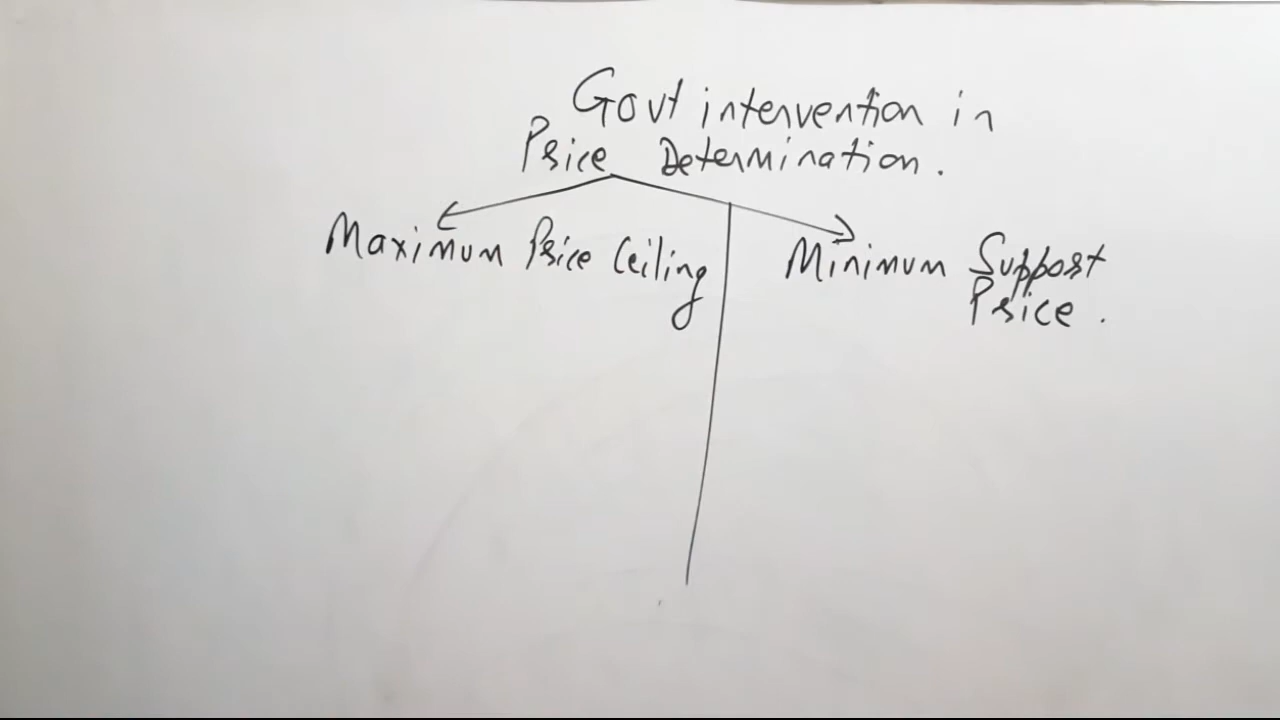 Govt intervention in
Price Determination.
Maximum Price Ceiling
Minimum Support
Price.